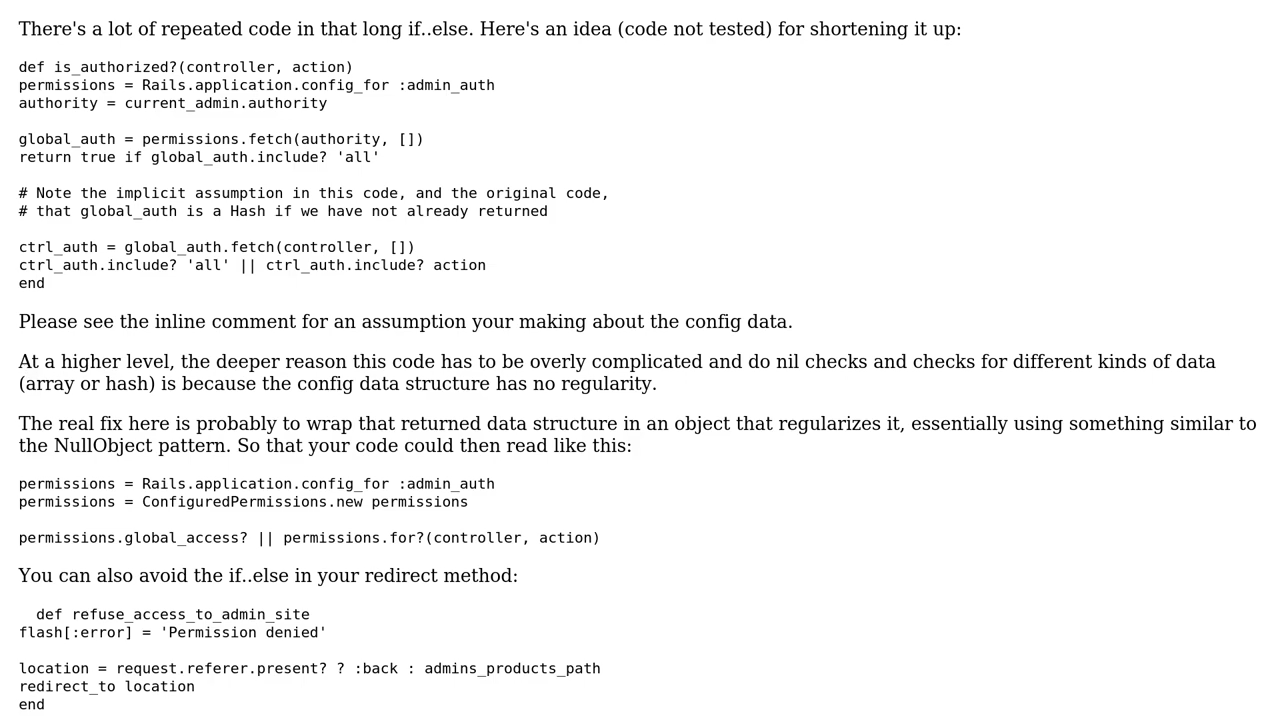 There's a lot of repeated code in that long if..else. Here's an idea (code not tested) for shortening it up:
def is_authorized?(controller, action)
permissions = Rails.application.config_for :admin_auth
authority = current_admin.authority
global_auth = permissions.fetch(authority, [])
return true if global_auth.include? 'all'
# Note the implicit assumption in this code, and the original code,
# that global_auth is a Hash if we have not already returned
ctrl_auth = global_auth.fetch(controller, [])
ctrl_auth.include? 'all' || ctrl_auth.include? action
end
Please see the inline comment for an assumption your making about the config data.
At a higher level, the deeper reason this code has to be overly complicated and do nil checks and checks for different kinds of data
(array or hash) is because the config data structure has no regularity.
The real fix here is probably to wrap that returned data structure in an object that regularizes it, essentially using something similar to
the NullObject pattern. So that your code could then read like this:
permissions = Rails.application.config_for :admin_auth
permissions = ConfiguredPermissions.new permissions
permissions.global_access? || permissions.for?(controller, action)
You can also avoid the if..else in your redirect method:
  def refuse_access_to_admin_site
flash[:error] = 'Permission denied'
location = request.referer.present? ? :back : admins_products_path
redirect_to location
end